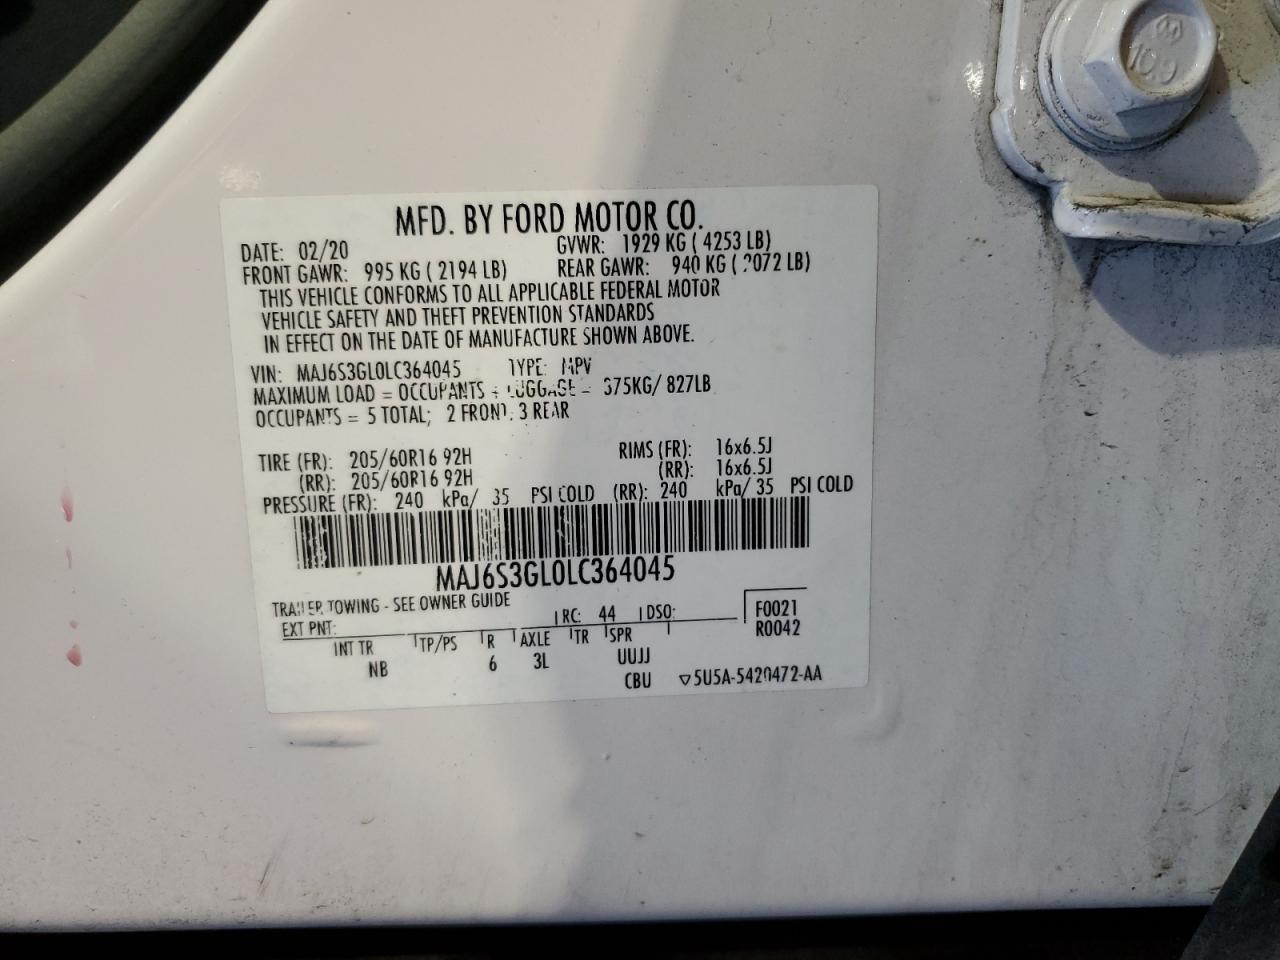 10.9
MFD. BY FORD MOTOR CO.
DATE: 02/20 GVWR: 1929 KG ( 4253 LB)
FRONT GAWR: 995 KG ( 2194 LB) REAR GAWR: 940 KG ( 2072 LB)
THIS VEHICLE CONFORMS TO ALL APPLICABLE FEDERAL MOTOR
VEHICLE SAFETY AND THEFT PREVENTION STANDARDS
IN EFFECT ON THE DATE OF MANUFACTURE SHOWN ABOVE.
VIN: MAJ6S3GL0LC364045 TYPE: MPV
MAXIMUM LOAD = OCCUPANTS + LUGGAGE = 375KG/ 827LB
OCCUPANTS = 5 TOTAL; 2 FRONT, 3 REAR
TIRE (FR): 205/60R16 92H RIMS (FR): 16x6.5J
(RR): 205/60R16 92H (RR): 16x6.5J
PRESSURE (FR): 240 kPa/ 35 PSI COLD (RR): 240 kPa/ 35 PSI COLD
MAJ6S3GL0LC364045
TRAILER TOWING - SEE OWNER GUIDE
EXT PNT: RC: 44 DSO: F0021
INT TR TP/PS R AXLE TR SPR R0042
NB 6 3L UUJJ
CBU ▽5U5A-5420472-AA